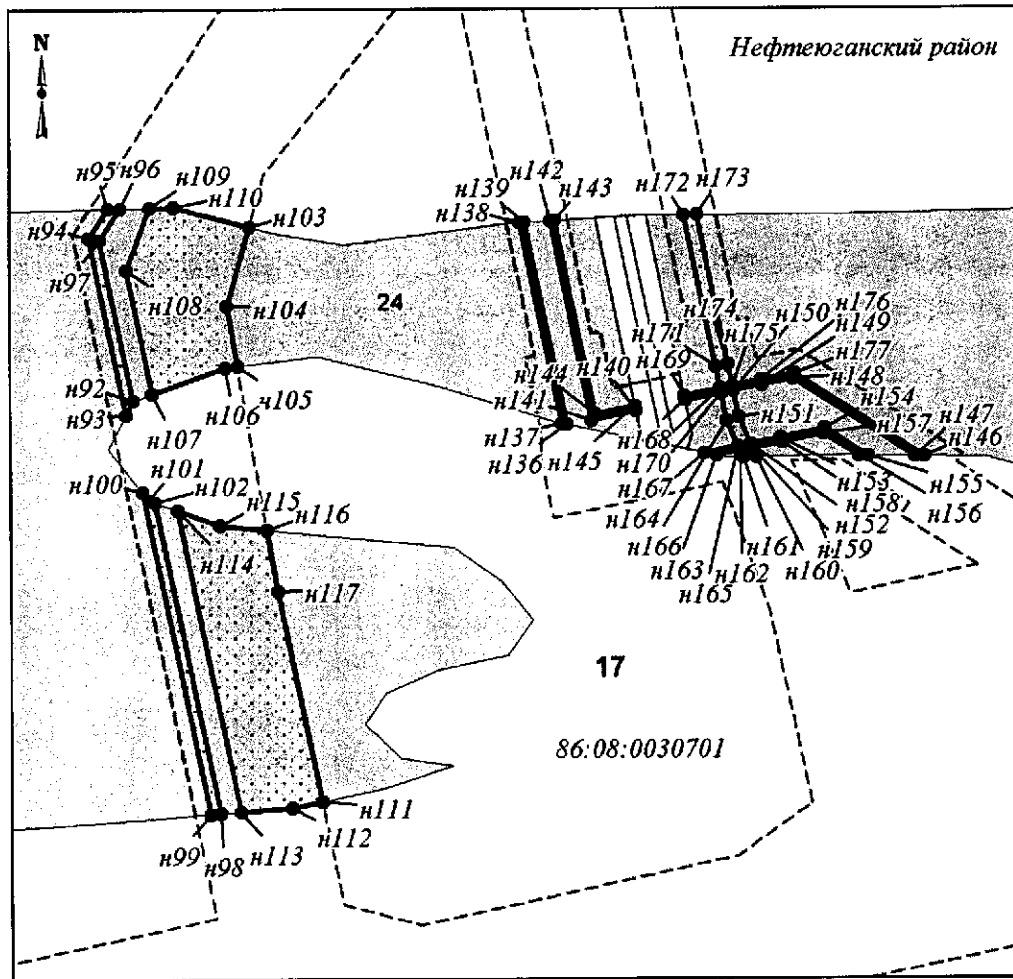 N
Нефтеюганский район
н95
н96
н109
н110
н103
н139
н138
н142
н143
н172
н173
н94
н97
н108
н104
24
н174
н175
н150
н176
н149
н177
н171
н169
н144
н140
н148
н154
н141
н157
н147
н146
н92
н93
н106
н105
н107
н151
н137
н136
н145
н168
н170
н167
н164
н153
н158
н155
н156
н152
н100
н101
н102
н115
н116
н166
н163
н165
н162
н161
н160
н159
н114
н117
17
86:08:0030701
н111
н112
н99
н98
н113